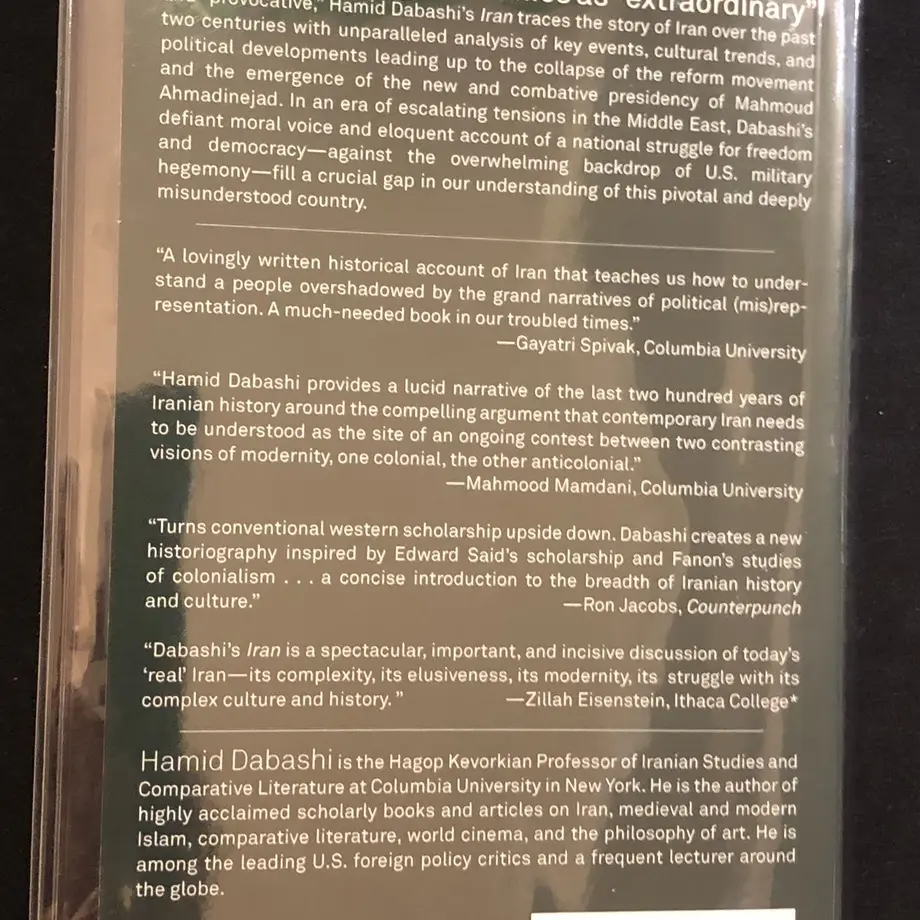 "provocative," Hamid Dabashi's Iran traces the story of Iran over the past
as "extraordinary"
two centuries with unparalleled analysis of key events, cultural trends, and
political developments leading up to the collapse of the reform movement
and the emergence of the new and combative presidency of Mahmoud
Ahmadinejad. In an era of escalating tensions in the Middle East, Dabashi's
defiant moral voice and eloquent account of a national struggle for freedom
and democracy—against the overwhelming backdrop of U.S. military
hegemony—fill a crucial gap in our understanding of this pivotal and deeply
misunderstood country.
“A lovingly written historical account of Iran that teaches us how to under-
stand a people overshadowed by the grand narratives of political (mis)rep-
resentation. A much-needed book in our troubled times.”
—Gayatri Spivak, Columbia University
“Hamid Dabashi provides a lucid narrative of the last two hundred years of
Iranian history around the compelling argument that contemporary Iran needs
to be understood as the site of an ongoing contest between two contrasting
visions of modernity, one colonial, the other anticolonial.”
—Mahmood Mamdani, Columbia University
“Turns conventional western scholarship upside down. Dabashi creates a new
historiography inspired by Edward Said’s scholarship and Fanon’s studies
of colonialism . . . a concise introduction to the breadth of Iranian history
and culture.” —Ron Jacobs, Counterpunch
“Dabashi’s Iran is a spectacular, important, and incisive discussion of today’s
‘real’ Iran—its complexity, its elusiveness, its modernity, its struggle with its
complex culture and history. ” —Zillah Eisenstein, Ithaca College*
Hamid Dabashi is the Hagop Kevorkian Professor of Iranian Studies and
Comparative Literature at Columbia University in New York. He is the author of
highly acclaimed scholarly books and articles on Iran, medieval and modern
Islam, comparative literature, world cinema, and the philosophy of art. He is
among the leading U.S. foreign policy critics and a frequent lecturer around
the globe.